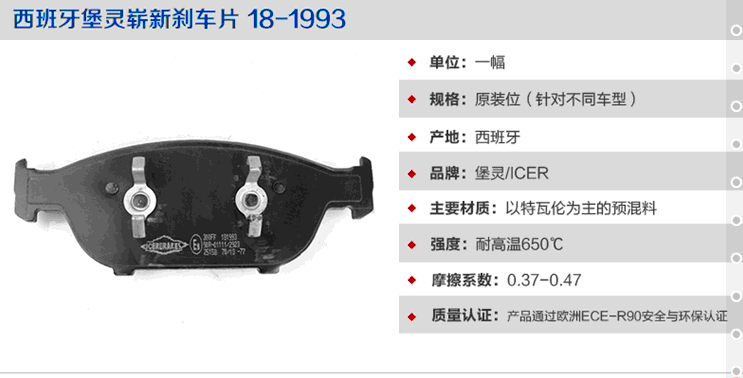 西班牙堡灵崭新刹车片 18-1993
单位：一幅
规格：原装位（针对不同车型）
产地：西班牙
品牌：堡灵/ICER
主要材质：以特瓦伦为主的预混料
强度：耐高温650℃
摩擦系数：0.37-0.47
质量认证：产品通过欧洲ECE-R90安全与环保认证
ICERBRAKES
181993